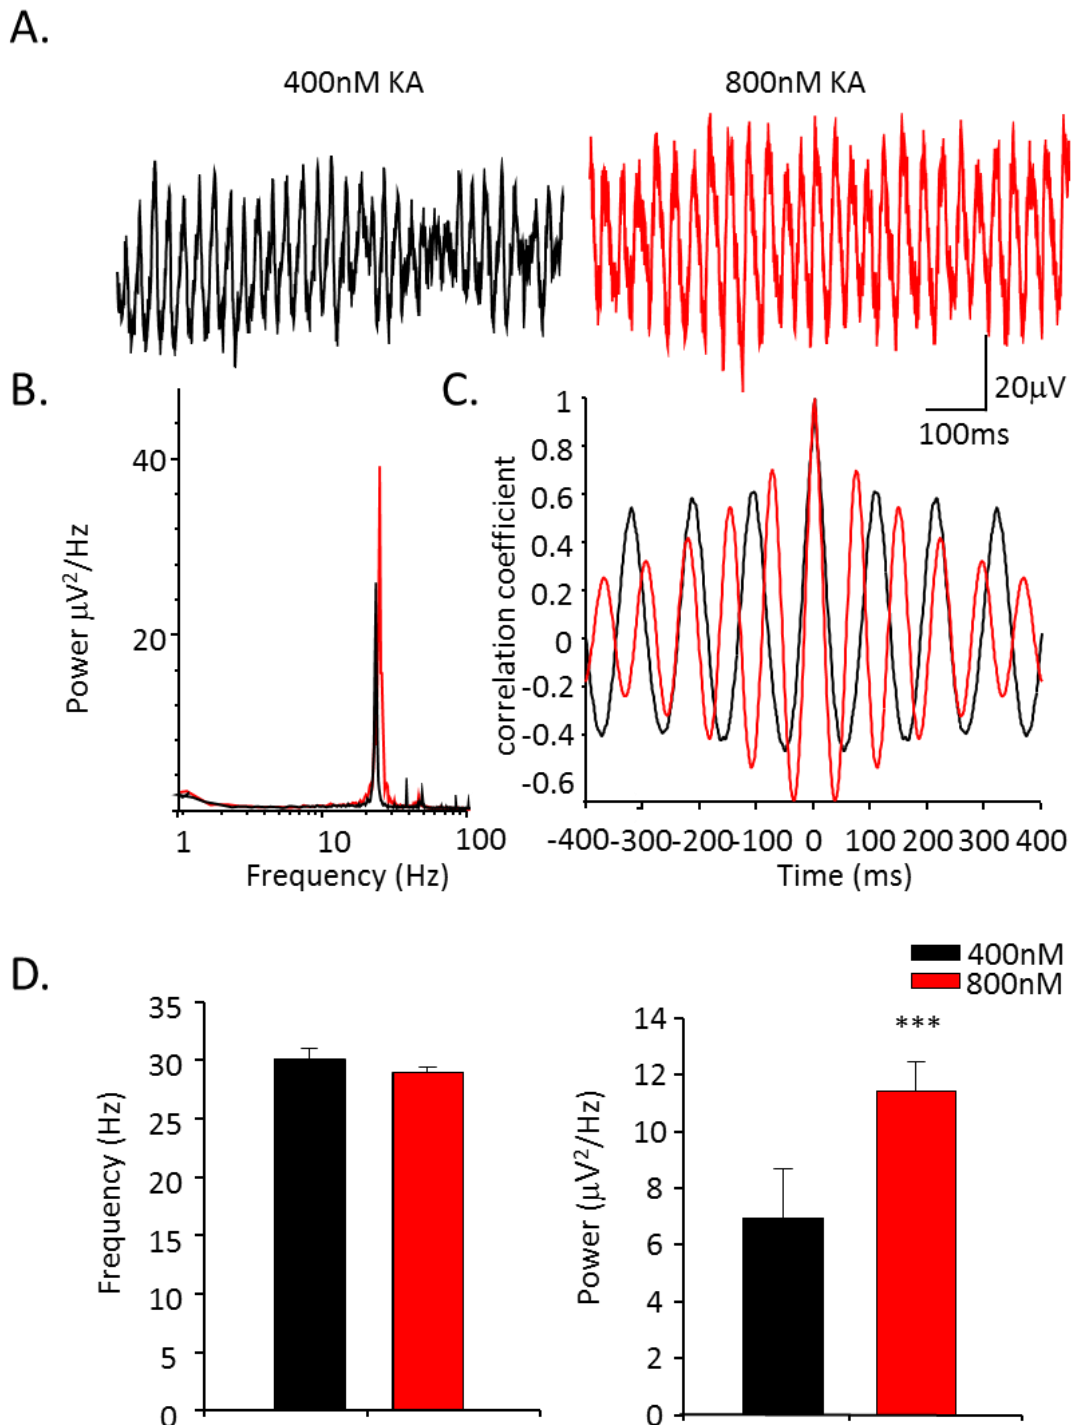 A.
400nM KA
800nM KA
20μV
100ms
B.
Power μV²/Hz
40
20
1
10
100
Frequency (Hz)
C.
correlation coefficient
1
0.8
0.6
0.4
0.2
0
-0.2
-0.4
-0.6
-400-300-200-100 0 100 200 300 400
Time (ms)
D.
400nM
800nM
Frequency (Hz)
35
30
25
20
15
10
5
0
Power (μV²/Hz)
14
12
10
8
6
4
2
0
***